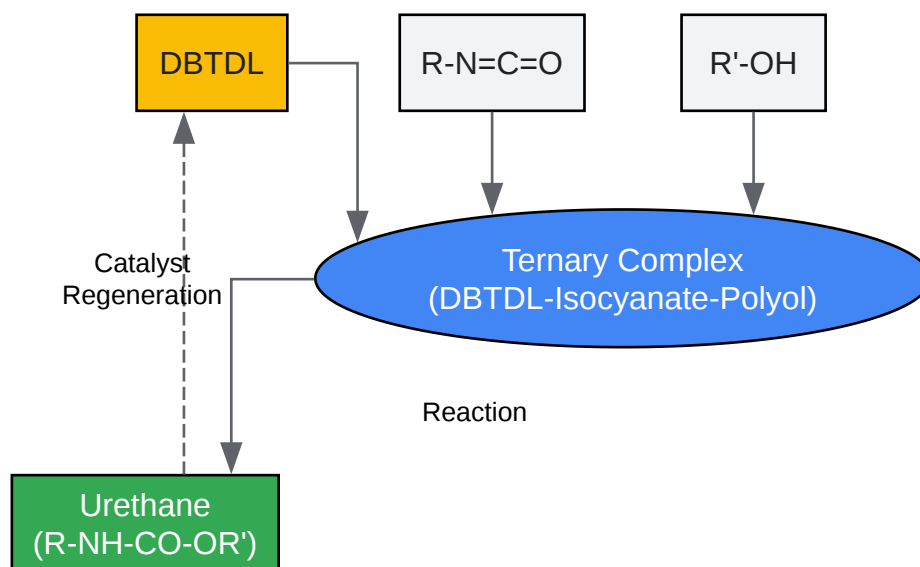 DBTDL
R-N=C=O
R'-OH
Ternary Complex
(DBTDL-Isocyanate-Polyol)
Catalyst
Regeneration
Reaction
Urethane
(R-NH-CO-OR')